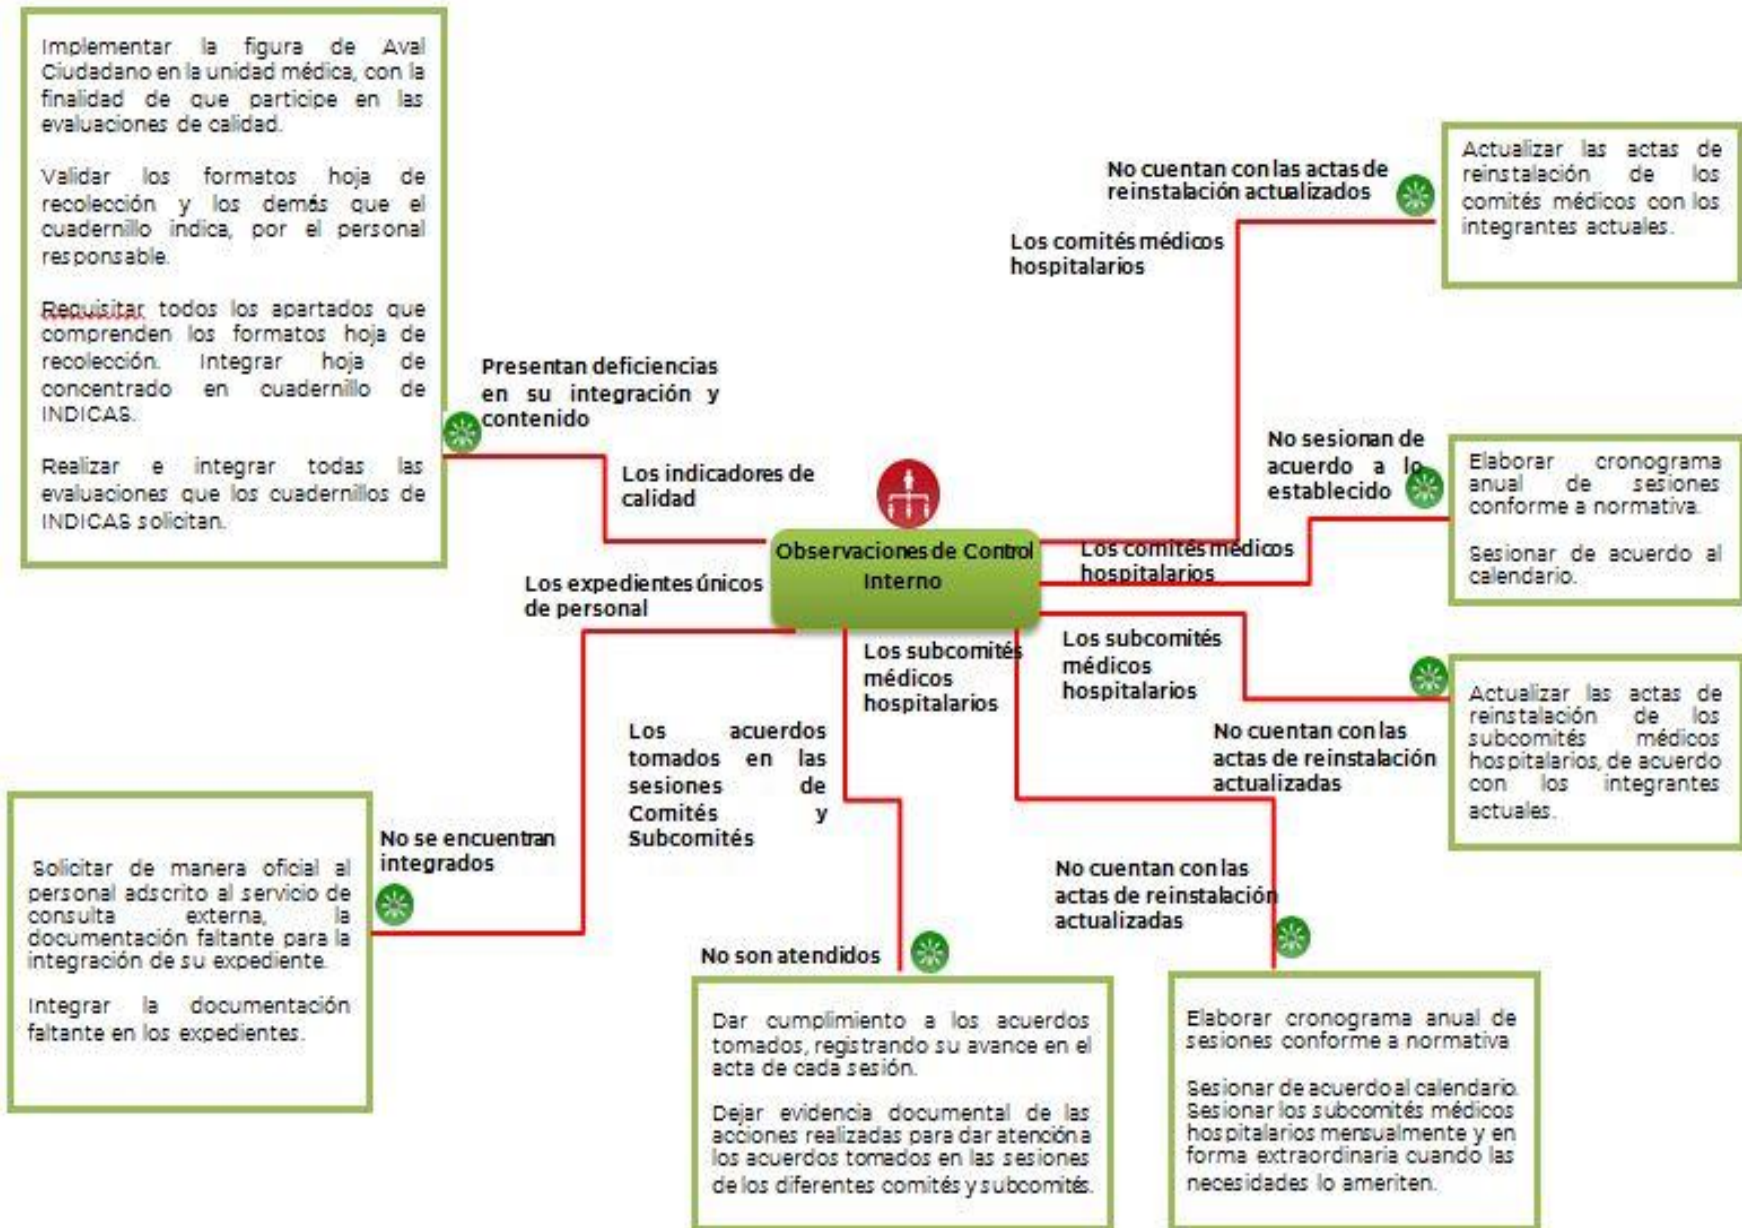 Implementar la figura de Aval
Ciudadano en la unidad médica, con la
finalidad de que participe en las
evaluaciones de calidad.
Validar los formatos hoja de
recolección y los demás que el
cuadernillo indica, por el personal
responsable.
Requisitar todos los apartados que
comprenden los formatos hoja de
recolección. Integrar hoja de
concentrado en cuadernillo de
INDICAS.
Realizar e integrar todas las
evaluaciones que los cuadernillos de
INDICAS solicitan.
Presentan deficiencias
en su integración y
contenido
Los indicadores de
calidad
No cuentan con las actas de
reinstalación actualizados
Los comités médicos
hospitalarios
Actualizar las actas de
reinstalación de los
comités médicos con los
integrantes actuales.
No sesionan de
acuerdo a lo
establecido
Los comités médicos
hospitalarios
Elaborar cronograma
anual de sesiones
conforme a normativa.
Sesionar de acuerdo al
calendario.
Observaciones de Control
Interno
Los expedientes únicos
de personal
Los subcomités
médicos
hospitalarios
Los subcomités
médicos
hospitalarios
No cuentan con las
actas de reinstalación
actualizadas
Actualizar las actas de
reinstalación de los
subcomités médicos
hospitalarios, de acuerdo
con los integrantes
actuales.
Los acuerdos
tomados en las
sesiones de
Comités y
Subcomités
No se encuentran
integrados
Solicitar de manera oficial al
personal adscrito al servicio de
consulta externa, la
documentación faltante para la
integración de su expediente.
Integrar la documentación
faltante en los expedientes.
No son atendidos
Dar cumplimiento a los acuerdos
tomados, registrando su avance en el
acta de cada sesión.
Dejar evidencia documental de las
acciones realizadas para dar atención a
los acuerdos tomados en las sesiones
de los diferentes comités y subcomités.
No cuentan con las
actas de reinstalación
actualizadas
Elaborar cronograma anual de
sesiones conforme a normativa
Sesionar de acuerdo al calendario.
Sesionar los subcomités médicos
hospitalarios mensualmente y en
forma extraordinaria cuando las
necesidades lo ameriten.